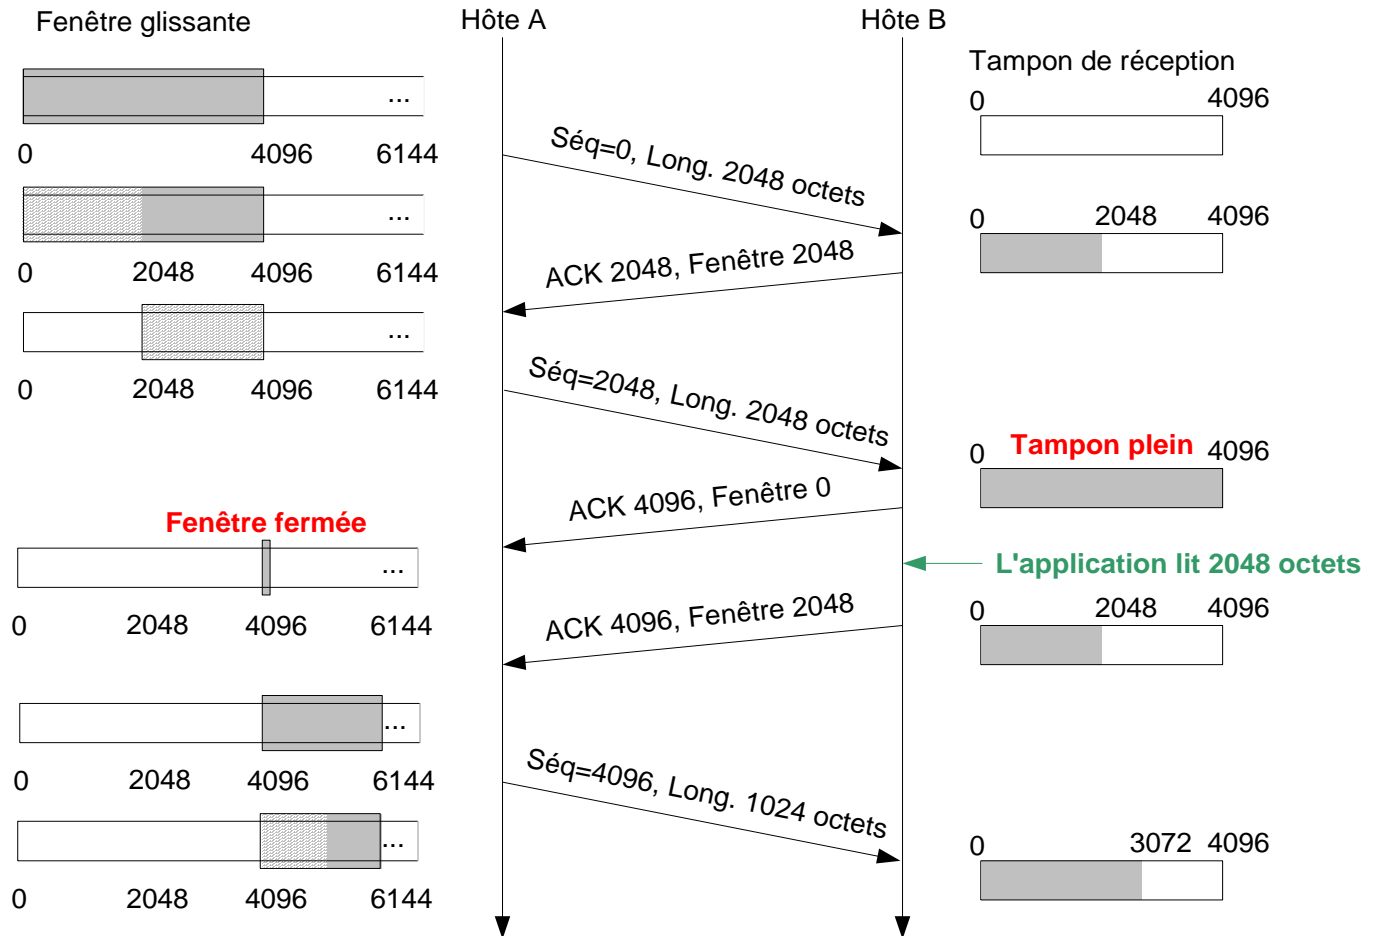 Fenêtre glissante
Hôte A
Hôte B
Tampon de réception
0 4096
...
0 4096 6144
Séq=0, Long. 2048 octets
...
0 2048 4096
0 2048 4096 6144
ACK 2048, Fenêtre 2048
...
0 2048 4096 6144
Séq=2048, Long. 2048 octets
0 Tampon plein 4096
ACK 4096, Fenêtre 0
Fenêtre fermée
...
L'application lit 2048 octets
0 2048 4096 6144
ACK 4096, Fenêtre 2048
0 2048 4096
...
0 2048 4096 6144
Séq=4096, Long. 1024 octets
...
0 3072 4096
0 2048 4096 6144